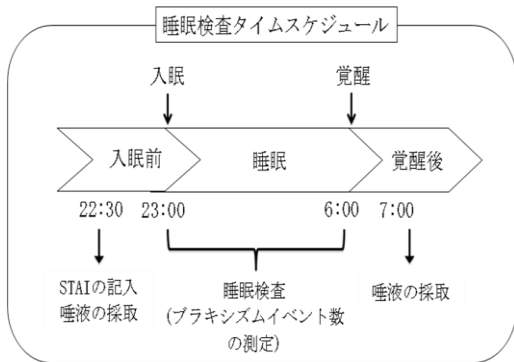 睡眠検査タイムスケジュール
入眠
覚醒
入眠前
睡眠
覚醒後
22:30
23:00
6:00
7:00
STAIの記入
唾液の採取
睡眠検査
(ブラキシズムイベント数
の測定)
唾液の採取